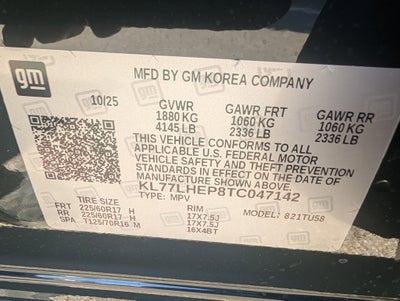 gm
MFD BY GM KOREA COMPANY
10/25 GVWR GAWR FRT GAWR RR
1880 KG 1060 KG 1060 KG
4145 LB 2336 LB 2336 LB
THIS VEHICLE CONFORMS TO ALL
APPLICABLE U.S. FEDERAL MOTOR
VEHICLE SAFETY AND THEFT PREVENTION
STANDARDS IN EFFECT ON THE DATE OF
MANUFACTURE SHOWN ABOVE.
KL77LHEP8TC047142
TYPE: MPV MODEL: 821TU58
TIRE SIZE RIM
FRT 225/60R17 H 17X7.5J
RR 225/60R17 H 17X7.5J
SPA T125/70R16 M 16X4BT